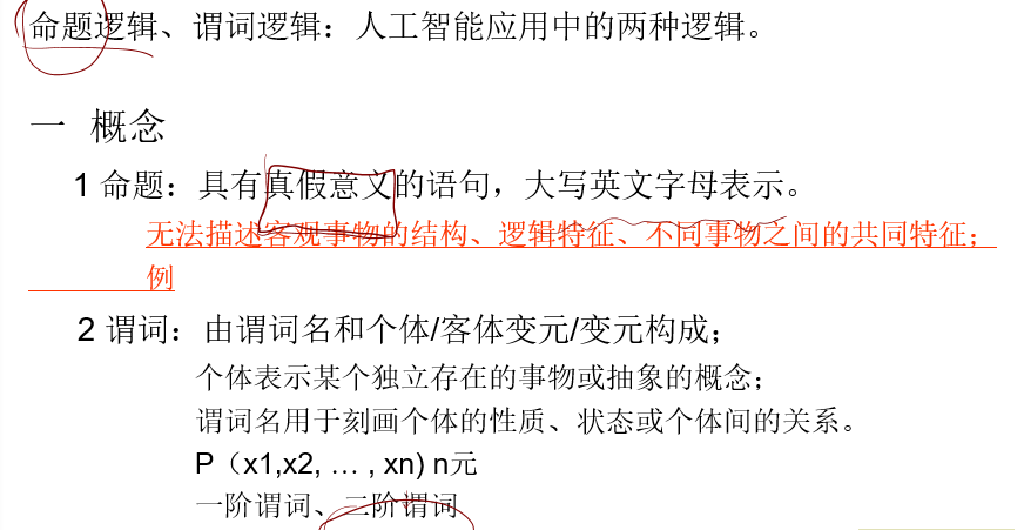 命题逻辑、谓词逻辑：人工智能应用中的两种逻辑。
一 概念
1 命题：具有真假意义的语句，大写英文字母表示。
无法描述客观事物的结构、逻辑特征、不同事物之间的共同特征；
例
2 谓词：由谓词名和个体/客体变元/变元构成；
个体表示某个独立存在的事物或抽象的概念；
谓词名用于刻画个体的性质、状态或个体间的关系。
P（x1,x2, … , xn) n元
一阶谓词、二阶谓词